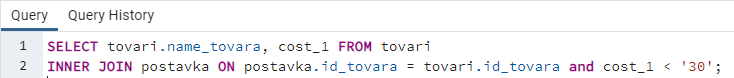 Query Query History
1 SELECT tovari.name_tovara, cost_1 FROM tovari
2 INNER JOIN postavka ON postavka.id_tovara = tovari.id_tovara and cost_1 < '30';